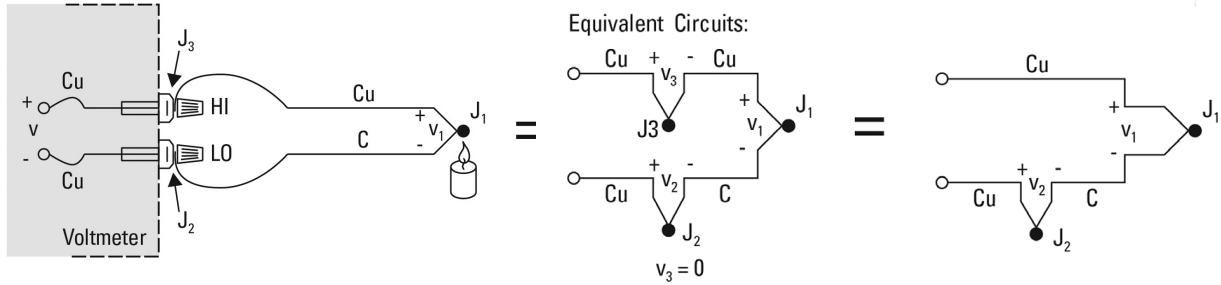 Equivalent Circuits:
J₃
Cu
+
v
-
Cu
HI
LO
J₂
Voltmeter
Cu
C
+
v₁
-
J₁
=
Cu
+
v₃
-
Cu
J3
+
v₁
-
J₁
+
v₂
-
Cu
C
J₂
v₃ = 0
=
Cu
+
v₁
-
J₁
+
v₂
-
Cu
C
J₂